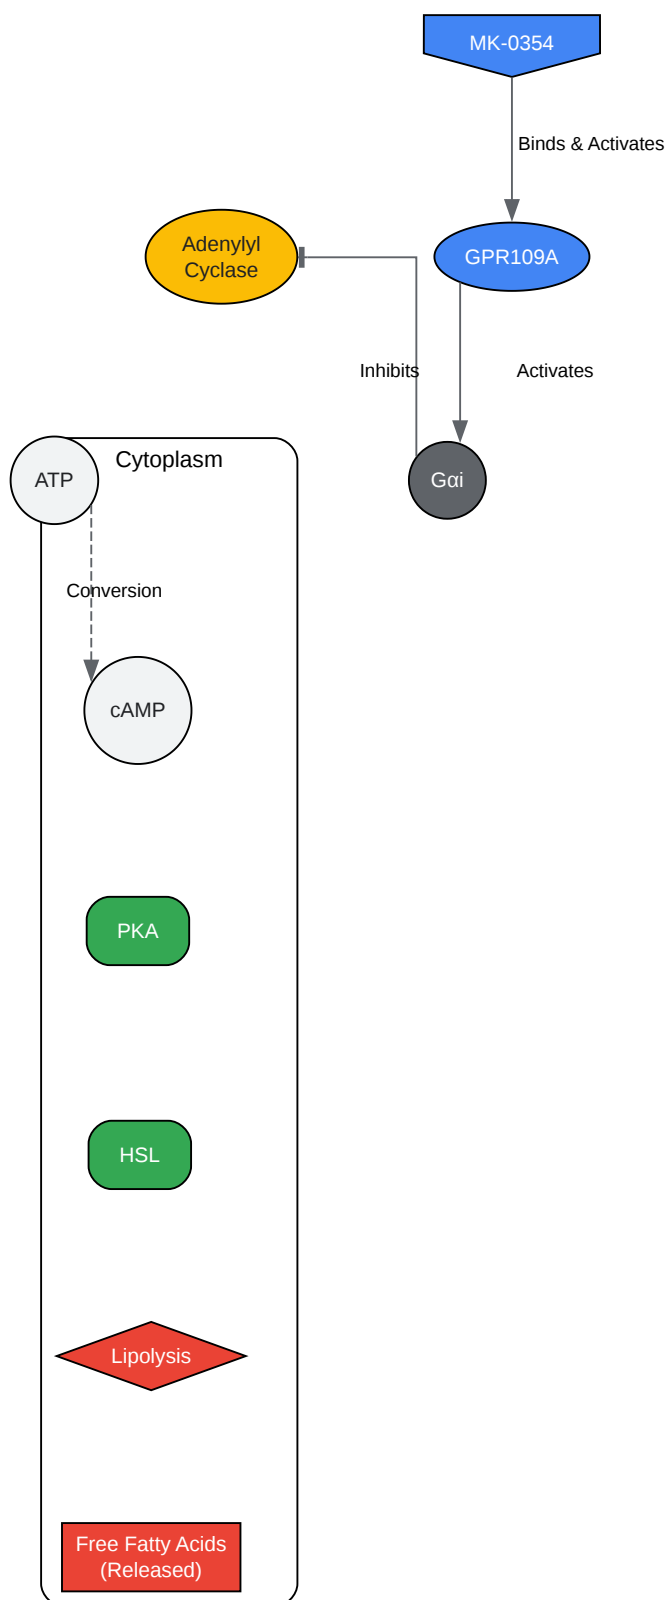 MK-0354
Binds & Activates
Adenylyl
Cyclase
GPR109A
Inhibits
Activates
Cytoplasm
ATP
Gαi
Conversion
cAMP
PKA
HSL
Lipolysis
Free Fatty Acids
(Released)